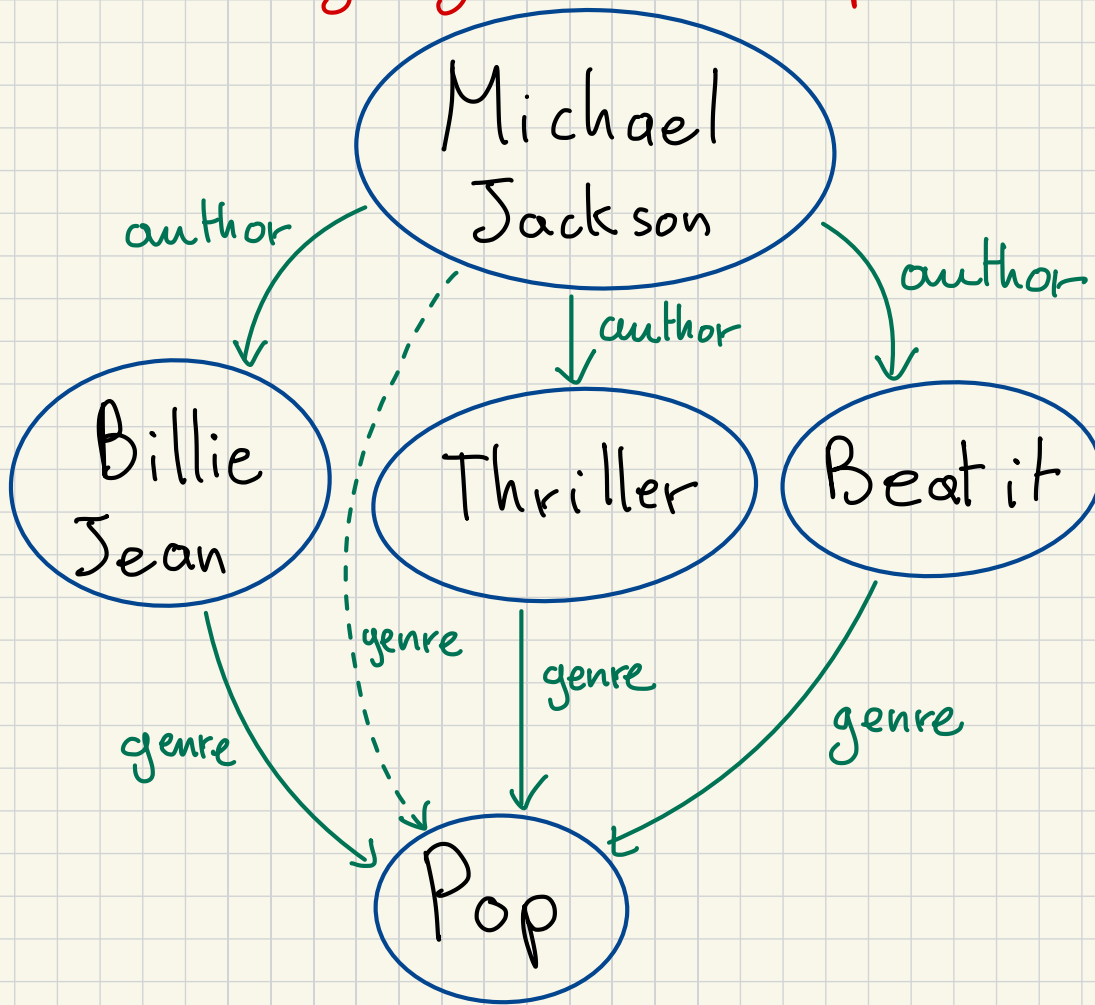 Michael
Jackson
author
author
author
Billie
Jean
Thriller
Beat it
genre
genre
genre
genre
Pop